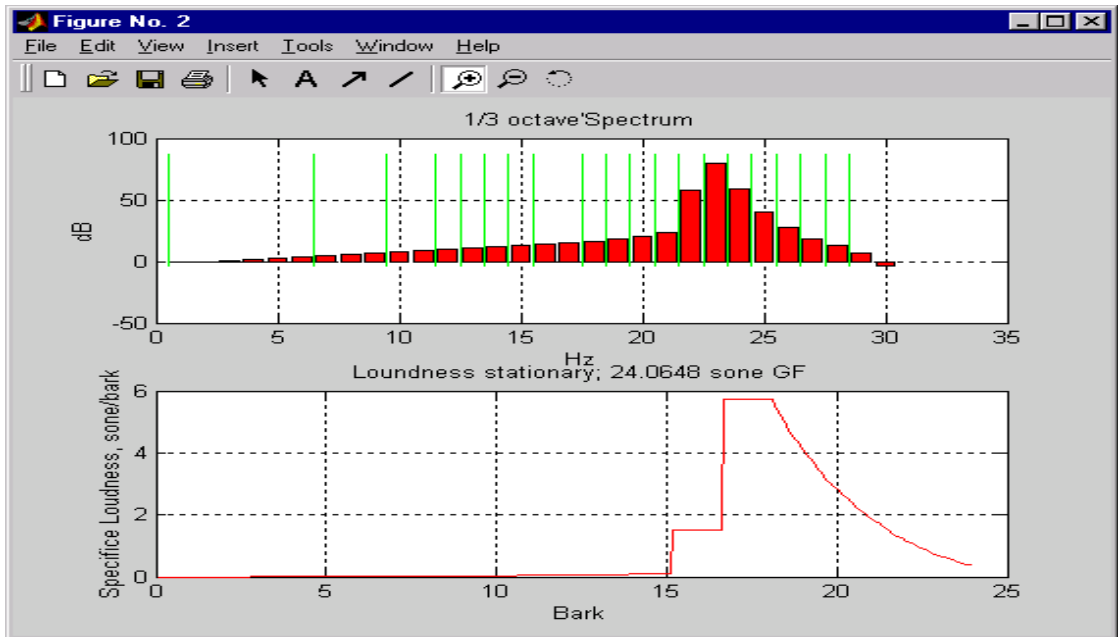 Figure No. 2
File Edit View Insert Tools Window Help
A
1/3 octave'Spectrum
100
50
0
-50
dB
0 5 10 15 20 25 30 35
Hz
Loundness stationary; 24.0648 sone GF
6
4
2
0
Specifice Loudness, sone/bark
0 5 10 15 20 25
Bark